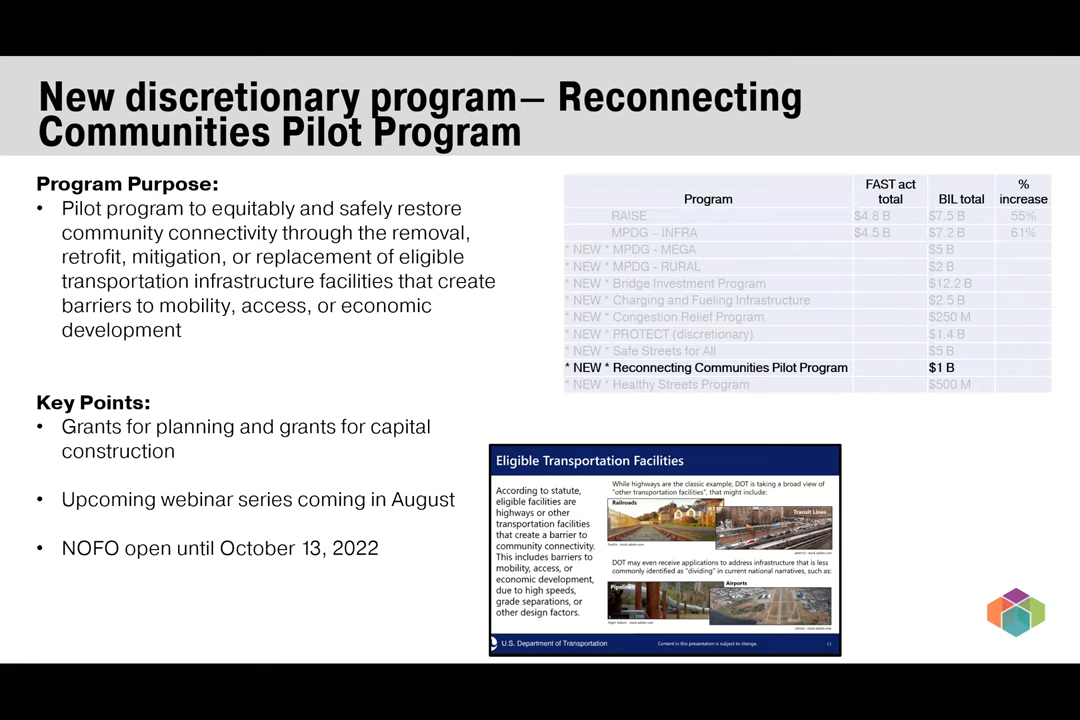 New discretionary program– Reconnecting
Communities Pilot Program
Program Purpose:
• Pilot program to equitably and safely restore
community connectivity through the removal,
retrofit, mitigation, or replacement of eligible
transportation infrastructure facilities that create
barriers to mobility, access, or economic
development
Key Points:
• Grants for planning and grants for capital
construction
• Upcoming webinar series coming in August
• NOFO open until October 13, 2022
Program FAST act total BIL total % increase
RAISE $4.8 B $7.5 B 55%
MPDG – INFRA $4.5 B $7.2 B 61%
* NEW * MPDG - MEGA $5 B
* NEW * MPDG - RURAL $2 B
* NEW * Bridge Investment Program $12.2 B
* NEW * Charging and Fueling Infrastructure $2.5 B
* NEW * Congestion Relief Program $250 M
* NEW * PROTECT (discretionary) $1.4 B
* NEW * Safe Streets for All $5 B
* NEW * Reconnecting Communities Pilot Program $1 B
* NEW * Healthy Streets Program $500 M
Eligible Transportation Facilities
According to statute,
eligible facilities are
highways or other
transportation facilities
that create a barrier to
community connectivity.
This includes barriers to
mobility, access, or
economic development,
due to high speeds,
grade separations, or
other design factors.
While highways are the classic example, DOT is taking a broad view of
"other transportation facilities", that might include:
Railroads
Transit Lines
DOT may even receive applications to address infrastructure that is less
commonly identified as "dividing" in current national narratives, such as:
Pipelines
Airports
U.S. Department of Transportation
Content in this presentation is subject to change.